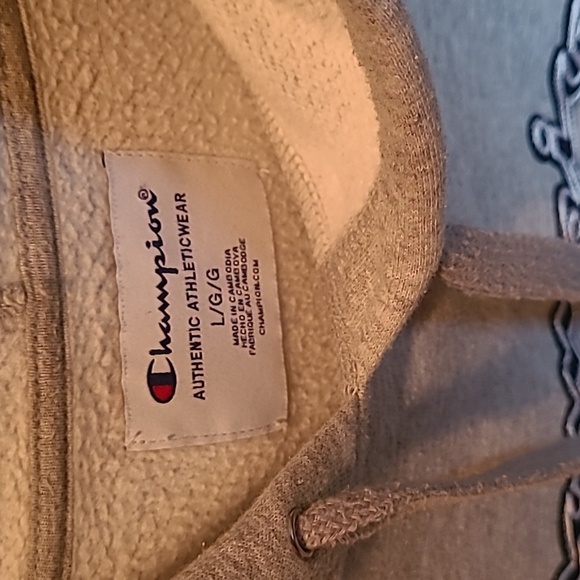 Champion®
AUTHENTIC ATHLETICWEAR
L/G/G
MADE IN CAMBODIA
HECHO EN CAMBOYA
FABRIQUÉ AU CAMBODGE
CHAMPION.COM